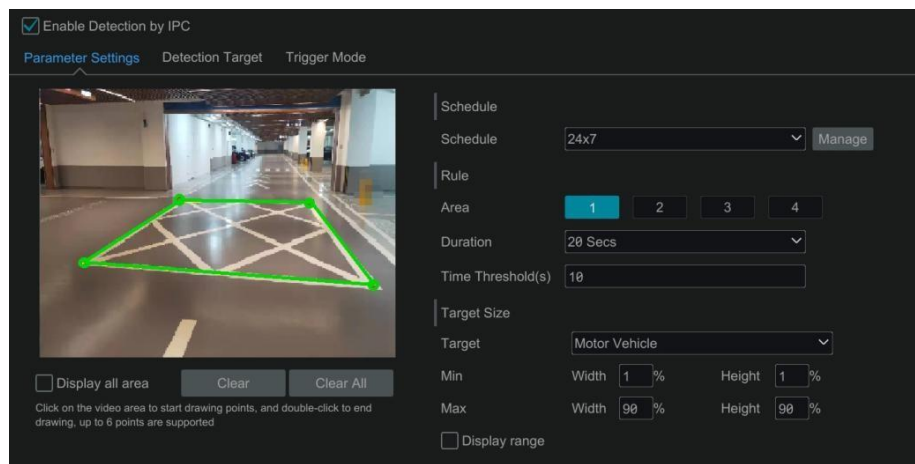 Enable Detection by IPC
Parameter Settings Detection Target Trigger Mode
Schedule
Schedule 24x7 Manage
Rule
Area 1 2 3 4
Duration 20 Secs
Time Threshold(s) 10
Target Size
Target Motor Vehicle
Min Width 1 % Height 1 %
Max Width 90 % Height 90 %
Display range
Display all area Clear Clear All
Click on the video area to start drawing points, and double-click to end
drawing, up to 6 points are supported